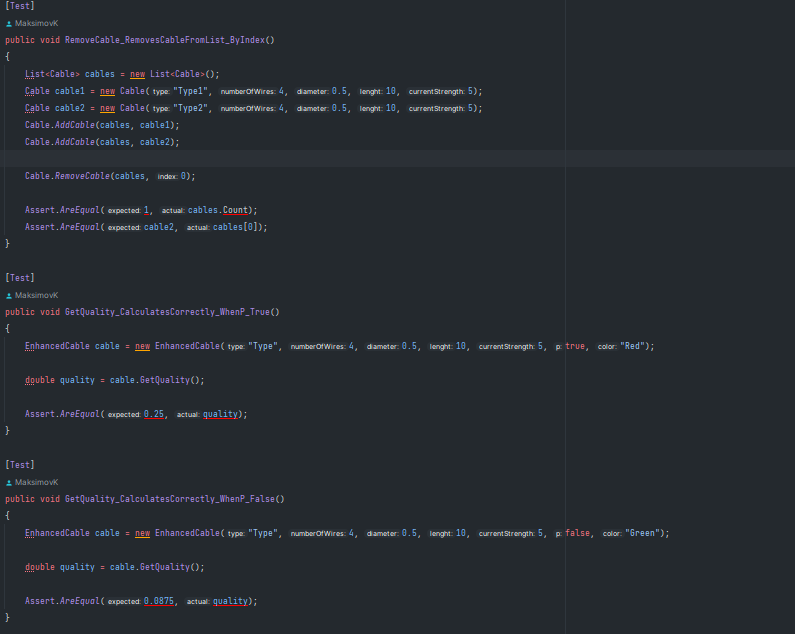 [Test]
MaksimovK
public void RemoveCable_RemovesCableFromList_ByIndex()
{
List<Cable> cables = new List<Cable>();
Cable cable1 = new Cable( type: "Type1", numberOfWires: 4, diameter: 0.5, lenght: 10, currentStrength: 5);
Cable cable2 = new Cable( type: "Type2", numberOfWires: 4, diameter: 0.5, lenght: 10, currentStrength: 5);
Cable.AddCable(cables, cable1);
Cable.AddCable(cables, cable2);
Cable.RemoveCable(cables, index: 0);
Assert.AreEqual( expected: 1, actual: cables.Count);
Assert.AreEqual( expected: cable2, actual: cables[0]);
}
[Test]
MaksimovK
public void GetQuality_CalculatesCorrectly_WhenP_True()
{
EnhancedCable cable = new EnhancedCable( type: "Type", numberOfWires: 4, diameter: 0.5, lenght: 10, currentStrength: 5, p: true, color: "Red");
double quality = cable.GetQuality();
Assert.AreEqual( expected: 0.25, actual: quality);
}
[Test]
MaksimovK
public void GetQuality_CalculatesCorrectly_WhenP_False()
{
EnhancedCable cable = new EnhancedCable( type: "Type", numberOfWires: 4, diameter: 0.5, lenght: 10, currentStrength: 5, p: false, color: "Green");
double quality = cable.GetQuality();
Assert.AreEqual( expected: 0.0875, actual: quality);
}